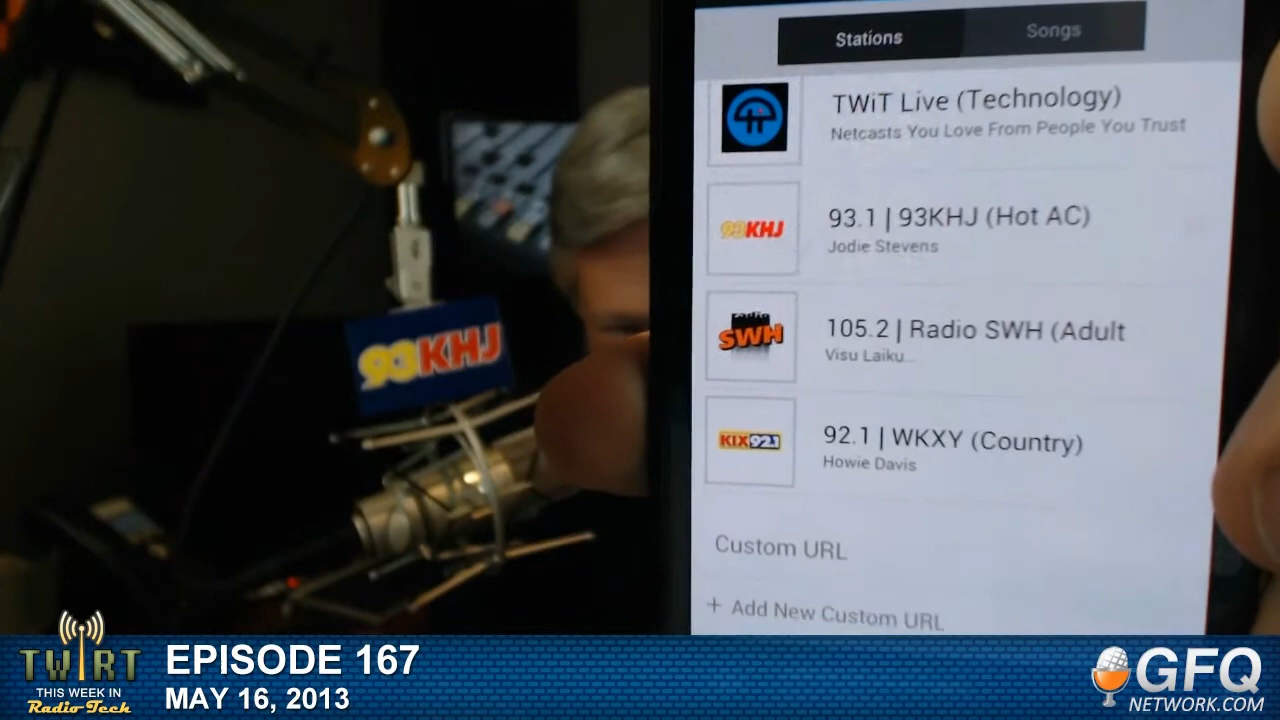 Stations
Songs
TWiT Live (Technology)
Netcasts You Love From People You Trust
93KHJ
93.1 | 93KHJ (Hot AC)
Jodie Stevens
SWH
105.2 | Radio SWH (Adult
Visu Laiku...
KIX 92.1
92.1 | WKXY (Country)
Howie Davis
Custom URL
+ Add New Custom URL
93KHJ
TWiRT
THIS WEEK IN
Radio Tech
EPISODE 167
MAY 16, 2013
GFQ
NETWORK.COM